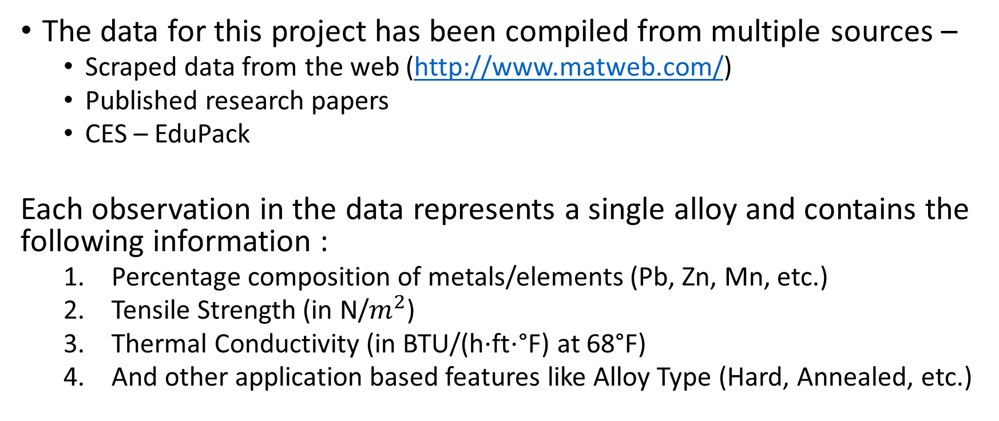 • The data for this project has been compiled from multiple sources –
• Scraped data from the web (http://www.matweb.com/)
• Published research papers
• CES – EduPack
Each observation in the data represents a single alloy and contains the
following information :
1. Percentage composition of metals/elements (Pb, Zn, Mn, etc.)
2. Tensile Strength (in N/m²)
3. Thermal Conductivity (in BTU/(h·ft·°F) at 68°F)
4. And other application based features like Alloy Type (Hard, Annealed, etc.)